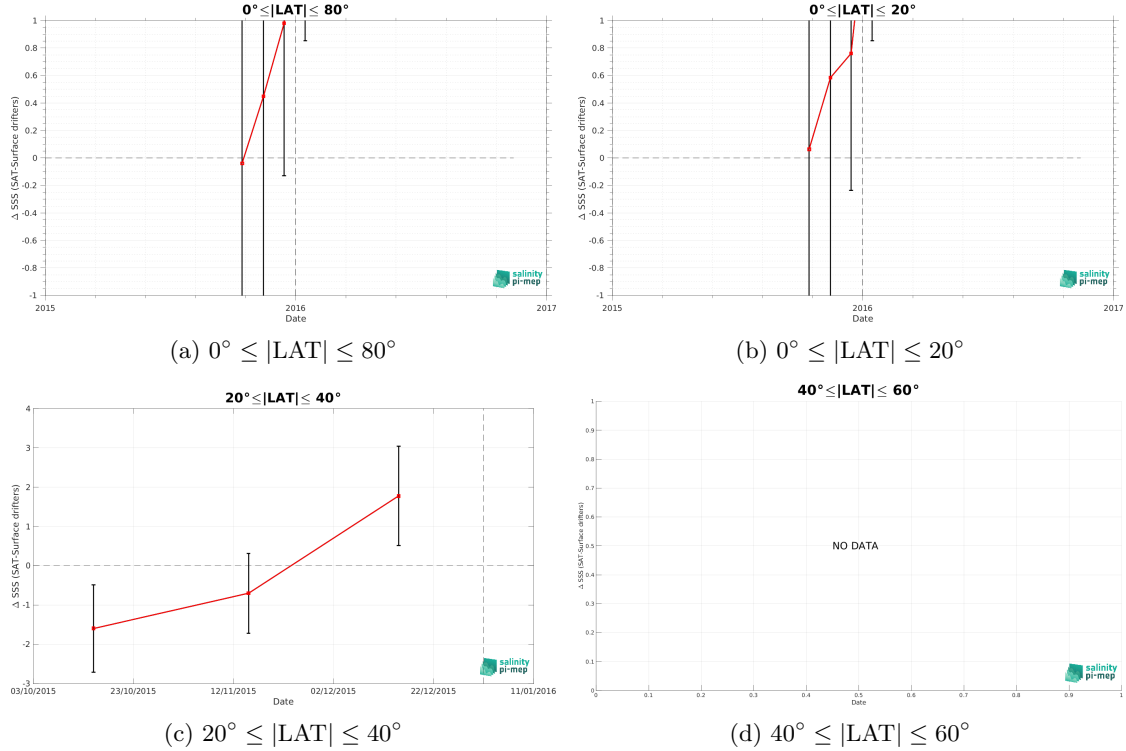 0°≤|LAT|≤ 80°
1
0.8
0.6
0.4
0.2
0
-0.2
-0.4
-0.6
-0.8
-1
Δ SSS (SAT-Surface drifters)
2015
2016
2017
Date
salinity
pi-mep
(a) 0° ≤ |LAT| ≤ 80°
0°≤|LAT|≤ 20°
1
0.8
0.6
0.4
0.2
0
-0.2
-0.4
-0.6
-0.8
-1
Δ SSS (SAT-Surface drifters)
2015
2016
2017
Date
salinity
pi-mep
(b) 0° ≤ |LAT| ≤ 20°
20°≤|LAT|≤ 40°
4
3
2
1
0
-1
-2
-3
Δ SSS (SAT-Surface drifters)
03/10/2015
23/10/2015
12/11/2015
02/12/2015
22/12/2015
11/01/2016
Date
salinity
pi-mep
(c) 20° ≤ |LAT| ≤ 40°
40°≤|LAT|≤ 60°
1
0.9
0.8
0.7
0.6
0.5
0.4
0.3
0.2
0.1
0
Δ SSS (SAT-Surface drifters)
NO DATA
0
0.1
0.2
0.3
0.4
0.5
0.6
0.7
0.8
0.9
1
Date
salinity
pi-mep
(d) 40° ≤ |LAT| ≤ 60°